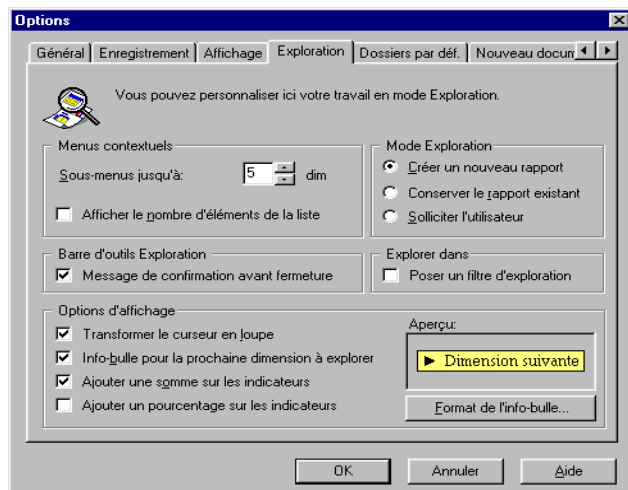 Options
Général Enregistrement Affichage Exploration Dossiers par déf. Nouveau docum
Vous pouvez personnaliser ici votre travail en mode Exploration.
Menus contextuels
Sous-menus jusqu'à: 5 dim
Afficher le nombre d'éléments de la liste
Mode Exploration
Créer un nouveau rapport
Conserver le rapport existant
Solliciter l'utilisateur
Barre d'outils Exploration
Message de confirmation avant fermeture
Explorer dans
Poser un filtre d'exploration
Options d'affichage
Transformer le curseur en loupe
Info-bulle pour la prochaine dimension à explorer
Ajouter une somme sur les indicateurs
Ajouter un pourcentage sur les indicateurs
Aperçu:
Dimension suivante
Format de l'info-bulle...
OK Annuler Aide